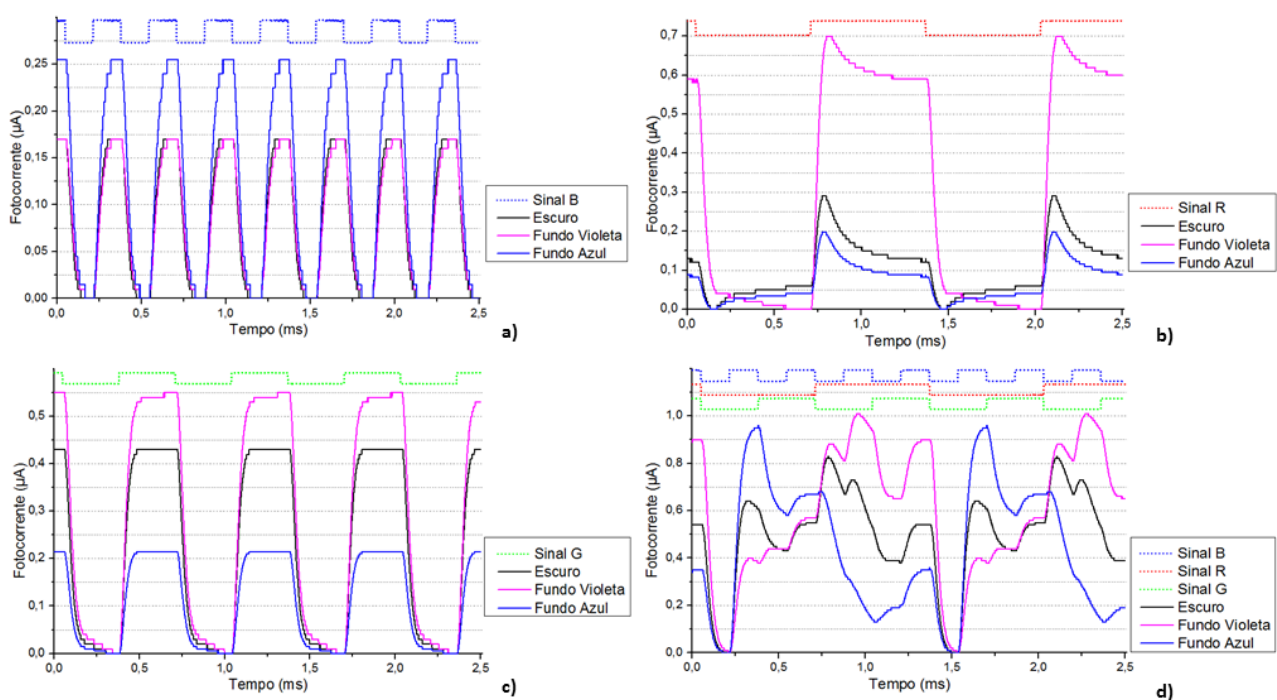 0,25
0,20
0,15
0,10
0,05
0,00
Fotocorrente (µA)
0,0 0,5 1,0 1,5 2,0 2,5
Tempo (ms)
Sinal B
Escuro
Fundo Violeta
Fundo Azul
a)
0,7
0,6
0,5
0,4
0,3
0,2
0,1
0,0
Fotocorrente (µA)
0,0 0,5 1,0 1,5 2,0 2,5
Tempo (ms)
Sinal R
Escuro
Fundo Violeta
Fundo Azul
b)
0,5
0,4
0,3
0,2
0,1
0,0
Fotocorrente (µA)
0,0 0,5 1,0 1,5 2,0 2,5
Tempo (ms)
Sinal G
Escuro
Fundo Violeta
Fundo Azul
c)
1,0
0,8
0,6
0,4
0,2
0,0
Fotocorrente (µA)
0,0 0,5 1,0 1,5 2,0 2,5
Tempo (ms)
Sinal B
Sinal R
Sinal G
Escuro
Fundo Violeta
Fundo Azul
d)